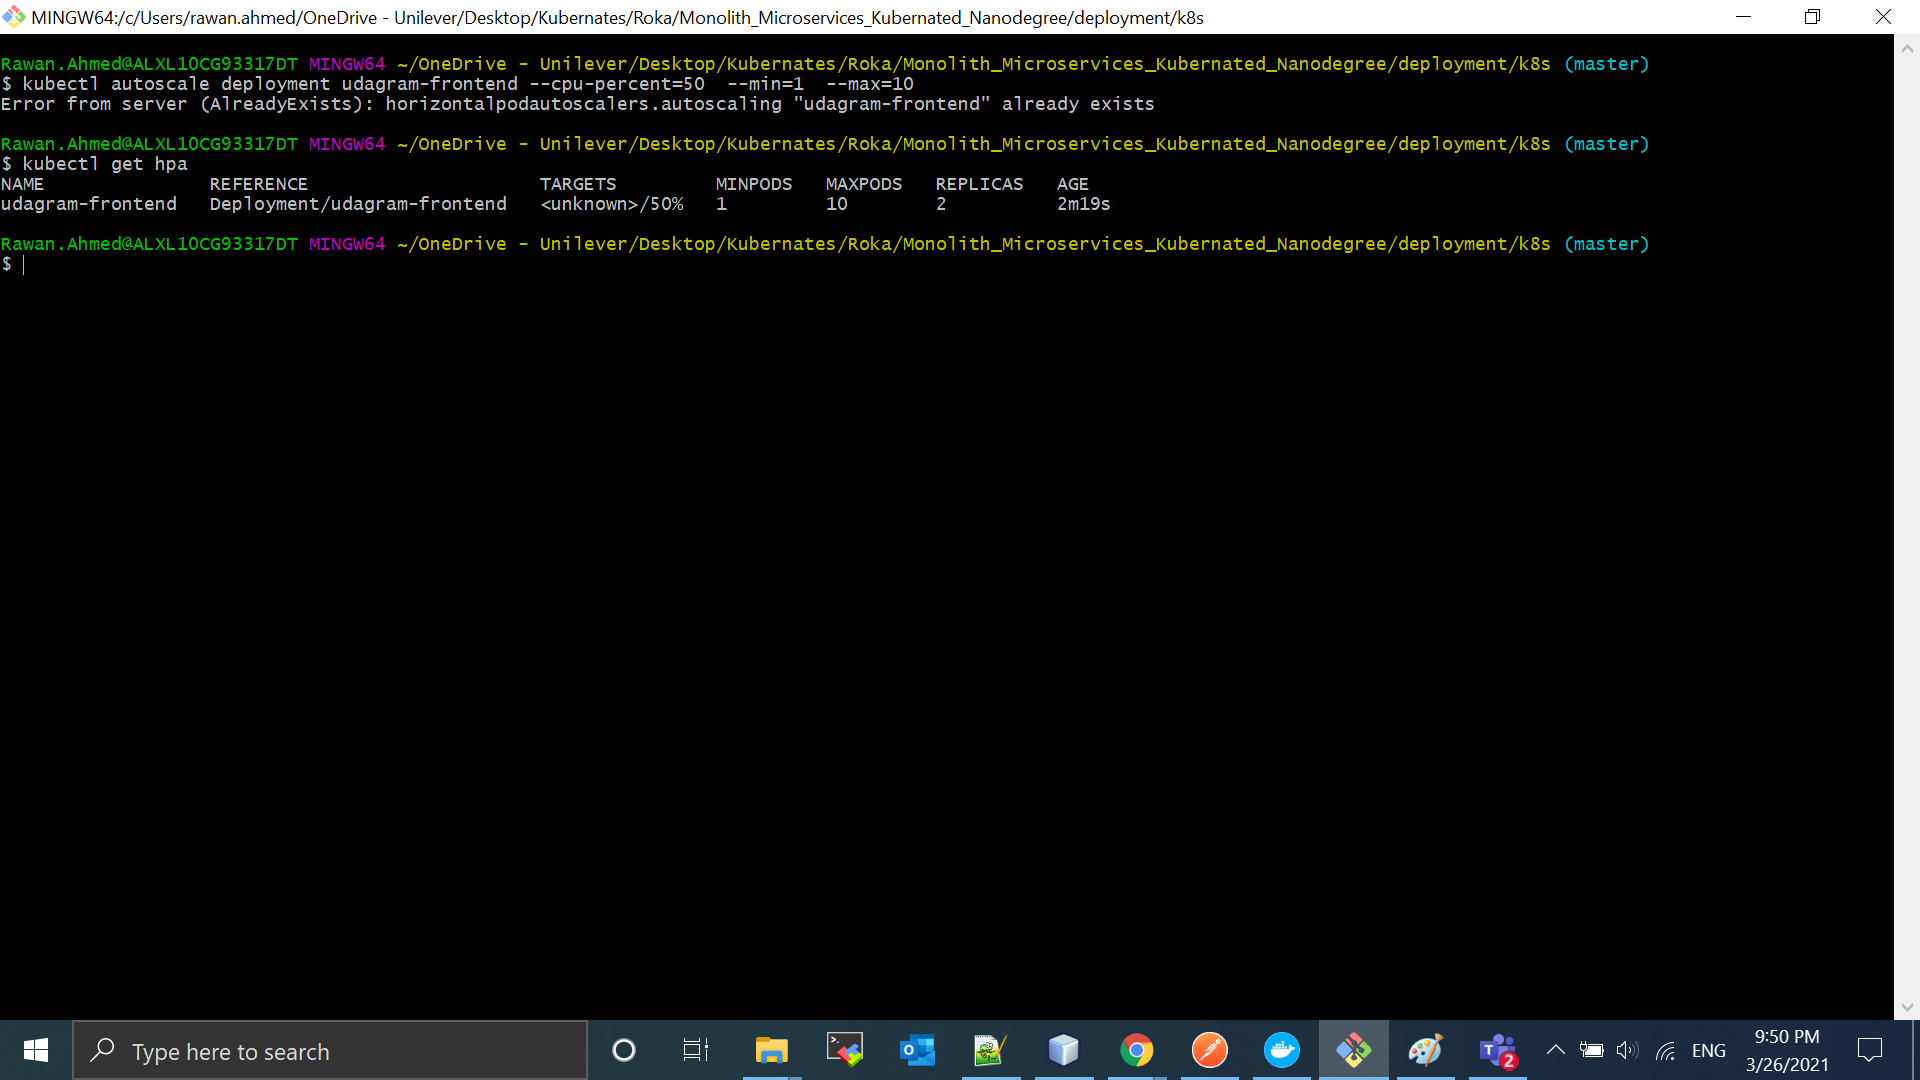 MINGW64:/c/Users/rawan.ahmed/OneDrive - Unilever/Desktop/Kubernates/Roka/Monolith_Microservices_Kubernated_Nanodegree/deployment/k8s
Rawan.Ahmed@ALXL10CG93317DT MINGW64 ~/OneDrive - Unilever/Desktop/Kubernates/Roka/Monolith_Microservices_Kubernated_Nanodegree/deployment/k8s (master)
$ kubectl autoscale deployment udagram-frontend --cpu-percent=50  --min=1  --max=10
Error from server (AlreadyExists): horizontalpodautoscalers.autoscaling "udagram-frontend" already exists
Rawan.Ahmed@ALXL10CG93317DT MINGW64 ~/OneDrive - Unilever/Desktop/Kubernates/Roka/Monolith_Microservices_Kubernated_Nanodegree/deployment/k8s (master)
$ kubectl get hpa
NAME               REFERENCE                     TARGETS         MINPODS   MAXPODS   REPLICAS   AGE
udagram-frontend   Deployment/udagram-frontend   <unknown>/50%   1         10        2          2m19s
Rawan.Ahmed@ALXL10CG93317DT MINGW64 ~/OneDrive - Unilever/Desktop/Kubernates/Roka/Monolith_Microservices_Kubernated_Nanodegree/deployment/k8s (master)
$
Type here to search
2
ENG
9:50 PM
3/26/2021